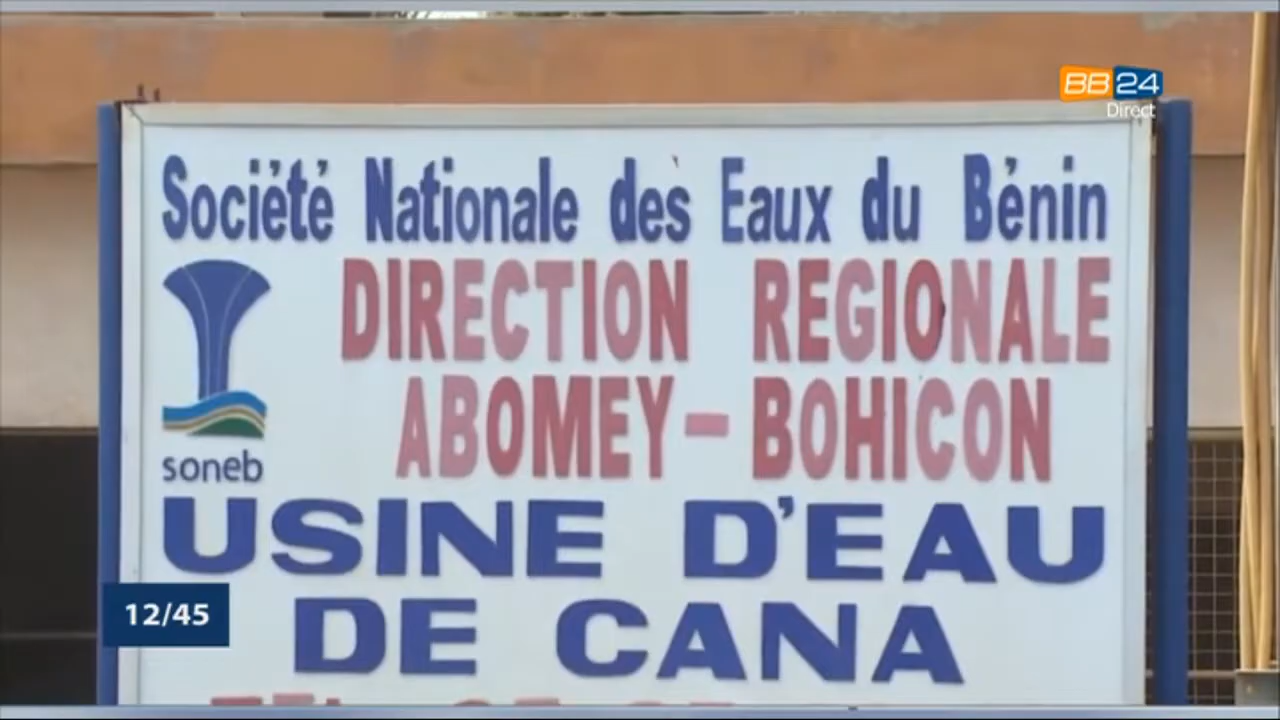 BB24
Direct
Société Nationale des Eaux du Bénin
DIRECTION REGIONALE
ABOMEY-BOHICON
soneb
USINE D'EAU
DE CANA
12/45